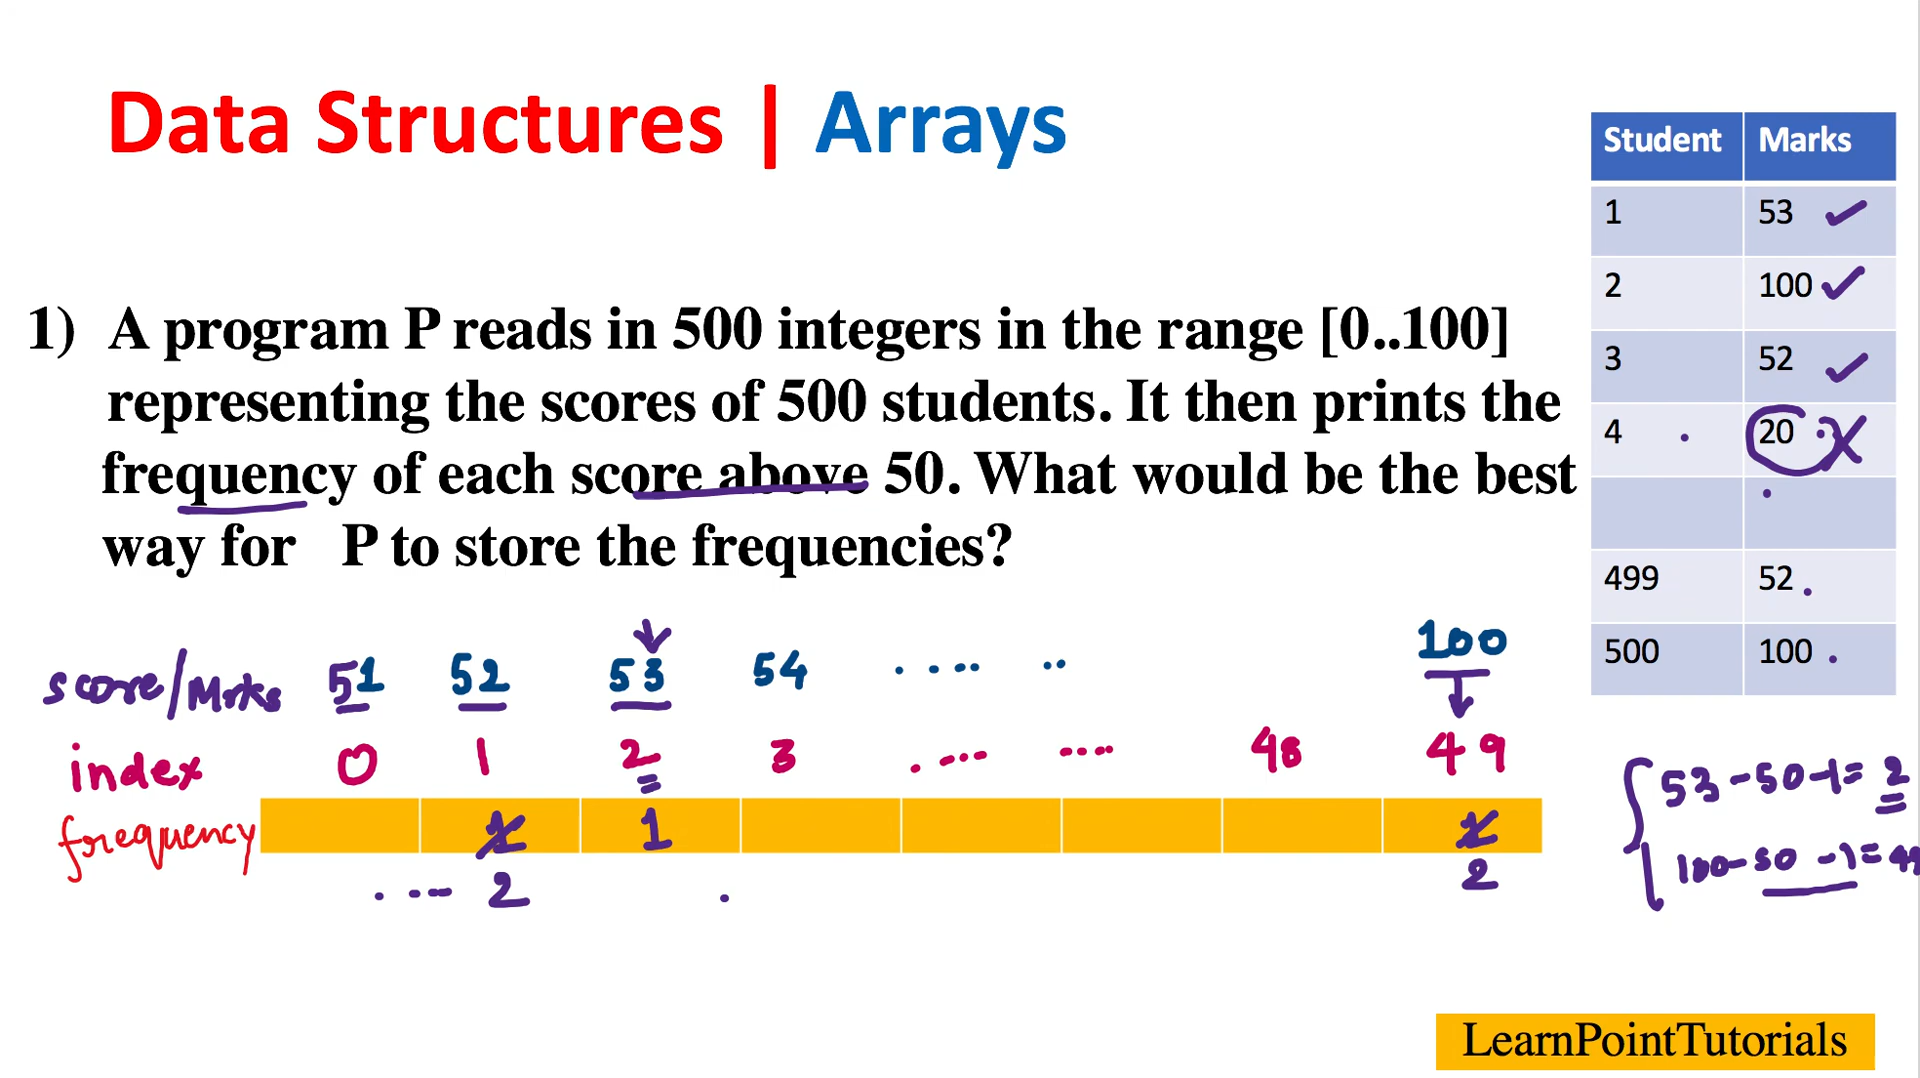 Data Structures | Arrays
Student Marks
1 53
2 100
3 52
4 20
499 52
500 100
1) A program P reads in 500 integers in the range [0..100]
representing the scores of 500 students. It then prints the
frequency of each score above 50. What would be the best
way for P to store the frequencies?
score/Mrks 51 52 53 54 ..... .. 100
index 0 1 2 3 ..... .... 48 49
frequency 1 1 1
.... 2 . 2
53-50-1=2
100-50-1=49
LearnPointTutorials